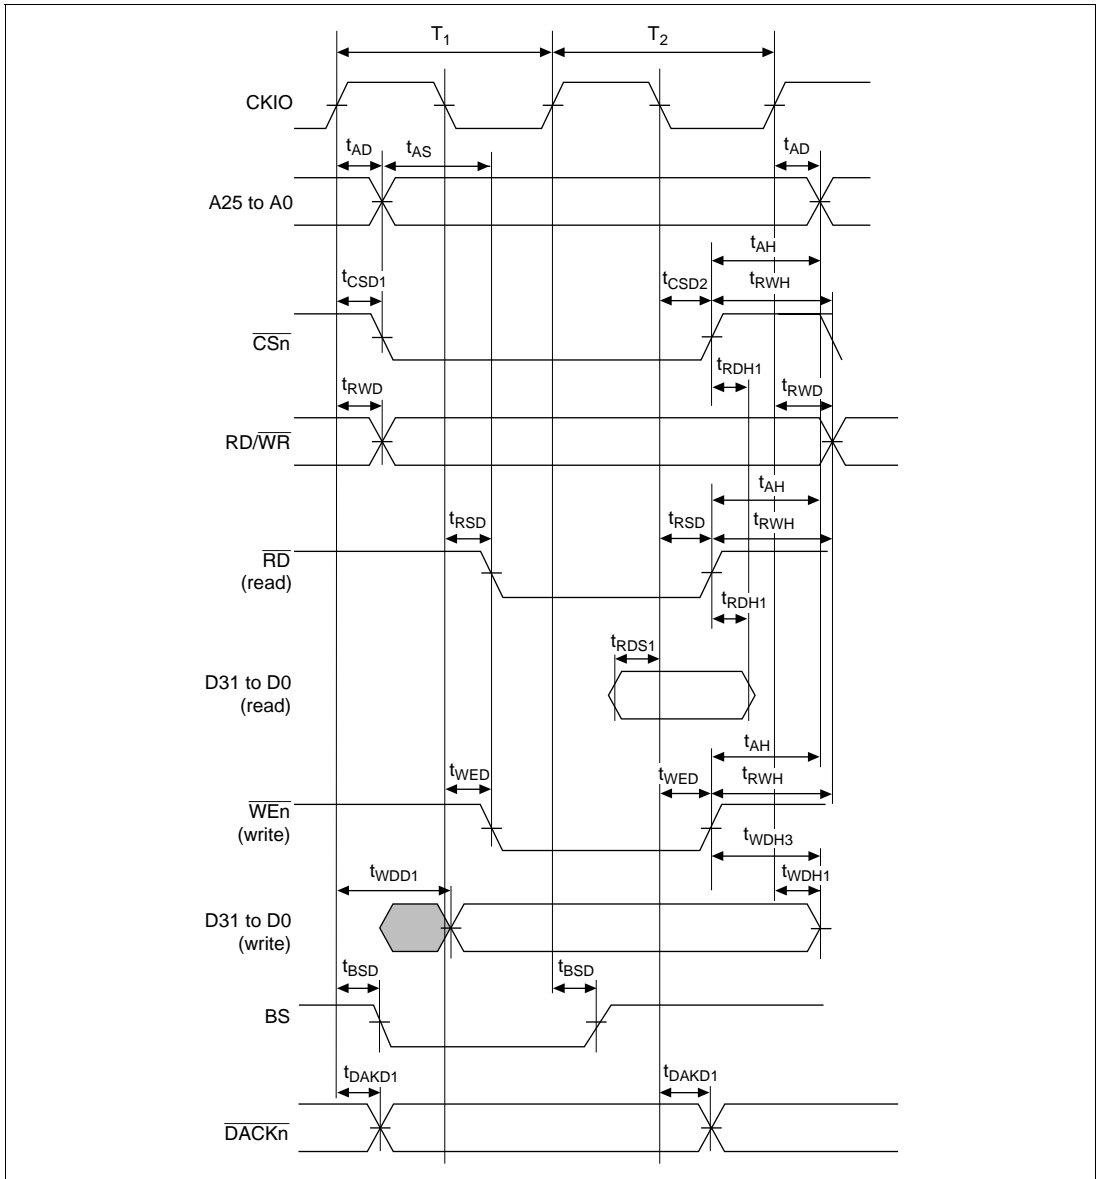 T1 T2
CKIO
tAD tAS tAD
A25 to A0
tAH
tCSD1 tCSD2 tRWH
CSn
tRDH1
tRWD tRWD
RD/WR
tAH
tRSD tRSD tRWH
RD
(read)
tRDH1
tRDS1
D31 to D0
(read)
tAH
tWED tWED tRWH
WEn
(write)
tWDH3
tWDD1 tWDH1
D31 to D0
(write)
tBSD tBSD
BS
tDAKD1 tDAKD1
DACKn